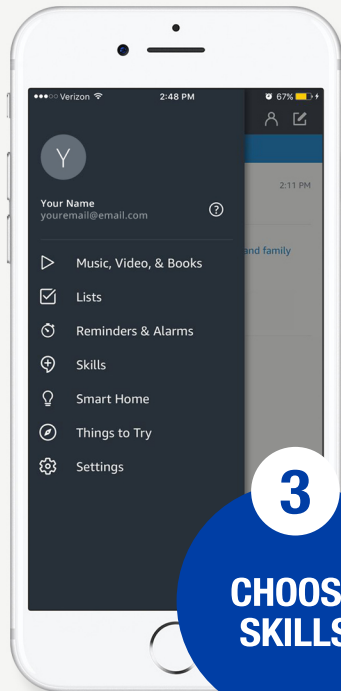 Verizon 2:48 PM 67%
Y
2:11 PM
Your Name
youremail@email.com
?
and family
Music, Video, & Books
Lists
Reminders & Alarms
Skills
Smart Home
Things to Try
Settings
3
CHOOS
SKILLS